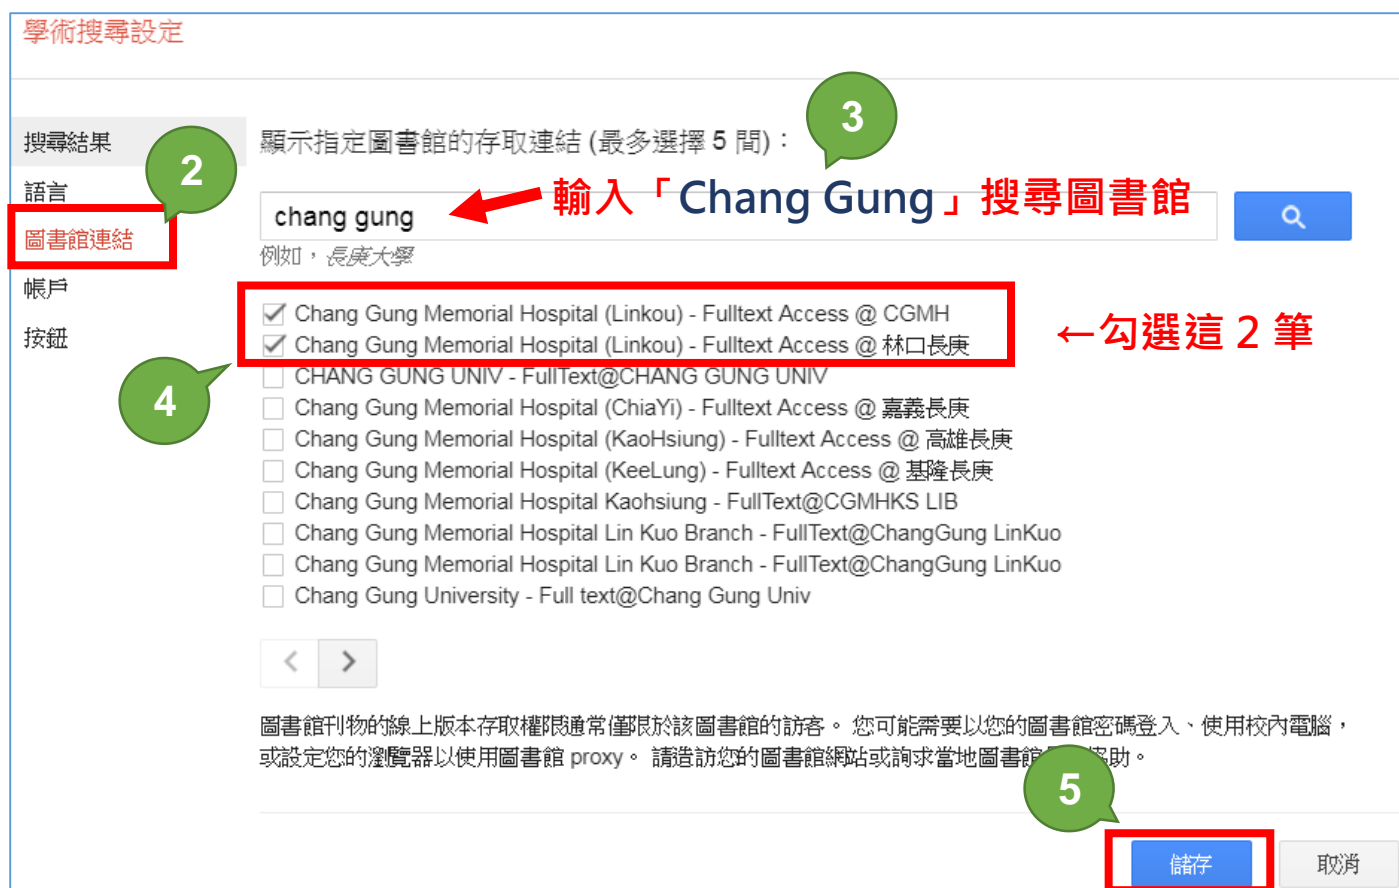 學術搜尋設定
3
搜尋結果
顯示指定圖書館的存取連結 (最多選擇 5 間)：
2
語言
輸入「Chang Gung」搜尋圖書館
chang gung
圖書館連結
例如，長庚大學
帳戶
按鈕
Chang Gung Memorial Hospital (Linkou) - Fulltext Access @ CGMH
Chang Gung Memorial Hospital (Linkou) - Fulltext Access @ 林口長庚
←勾選這 2 筆
4
CHANG GUNG UNIV - FullText@CHANG GUNG UNIV
Chang Gung Memorial Hospital (ChiaYi) - Fulltext Access @ 嘉義長庚
Chang Gung Memorial Hospital (KaoHsiung) - Fulltext Access @ 高雄長庚
Chang Gung Memorial Hospital (KeeLung) - Fulltext Access @ 基隆長庚
Chang Gung Memorial Hospital Kaohsiung - FullText@CGMHKS LIB
Chang Gung Memorial Hospital Lin Kuo Branch - FullText@ChangGung LinKuo
Chang Gung Memorial Hospital Lin Kuo Branch - FullText@ChangGung LinKuo
Chang Gung University - Full text@Chang Gung Univ
圖書館刊物的線上版本存取權限通常僅限於該圖書館的訪客。 您可能需要以您的圖書館密碼登入、使用校內電腦，
或設定您的瀏覽器以使用圖書館 proxy。 請造訪您的圖書館網站或詢求當地圖書館 協助。
5
儲存
取消